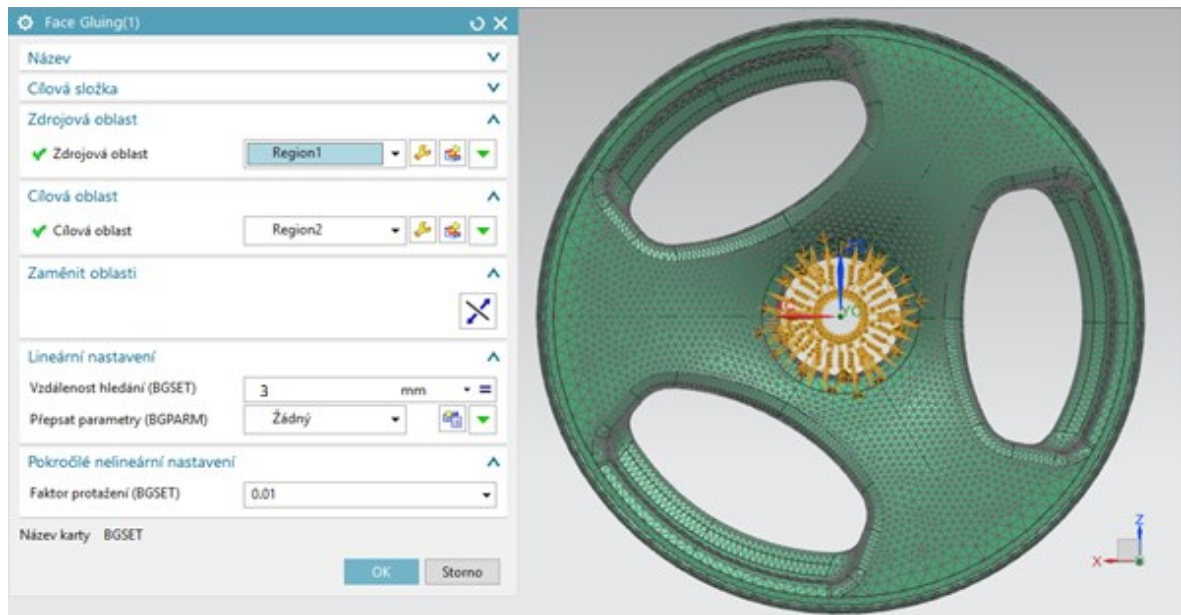 Face Gluing(1)
Název
Cílová složka
Zdrojová oblast
Zdrojová oblast Region1
Cílová oblast
Cílová oblast Region2
Zaměnit oblasti
Lineární nastavení
Vzdálenost hledání (BGSET) 3 mm
Přepsat parametry (BGPARM) Žádný
Pokročilé nelineární nastavení
Faktor protažení (BGSET) 0.01
Název karty BGSET
OK Storno
YC
Z
X